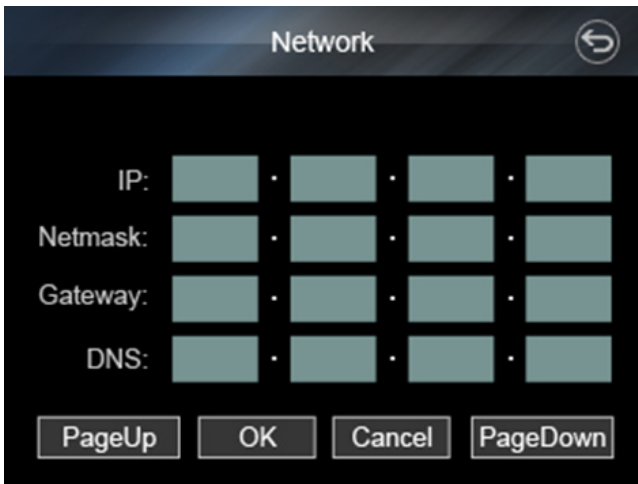 Network
IP: . . .
Netmask: . . .
Gateway: . . .
DNS: . . .
PageUp OK Cancel PageDown